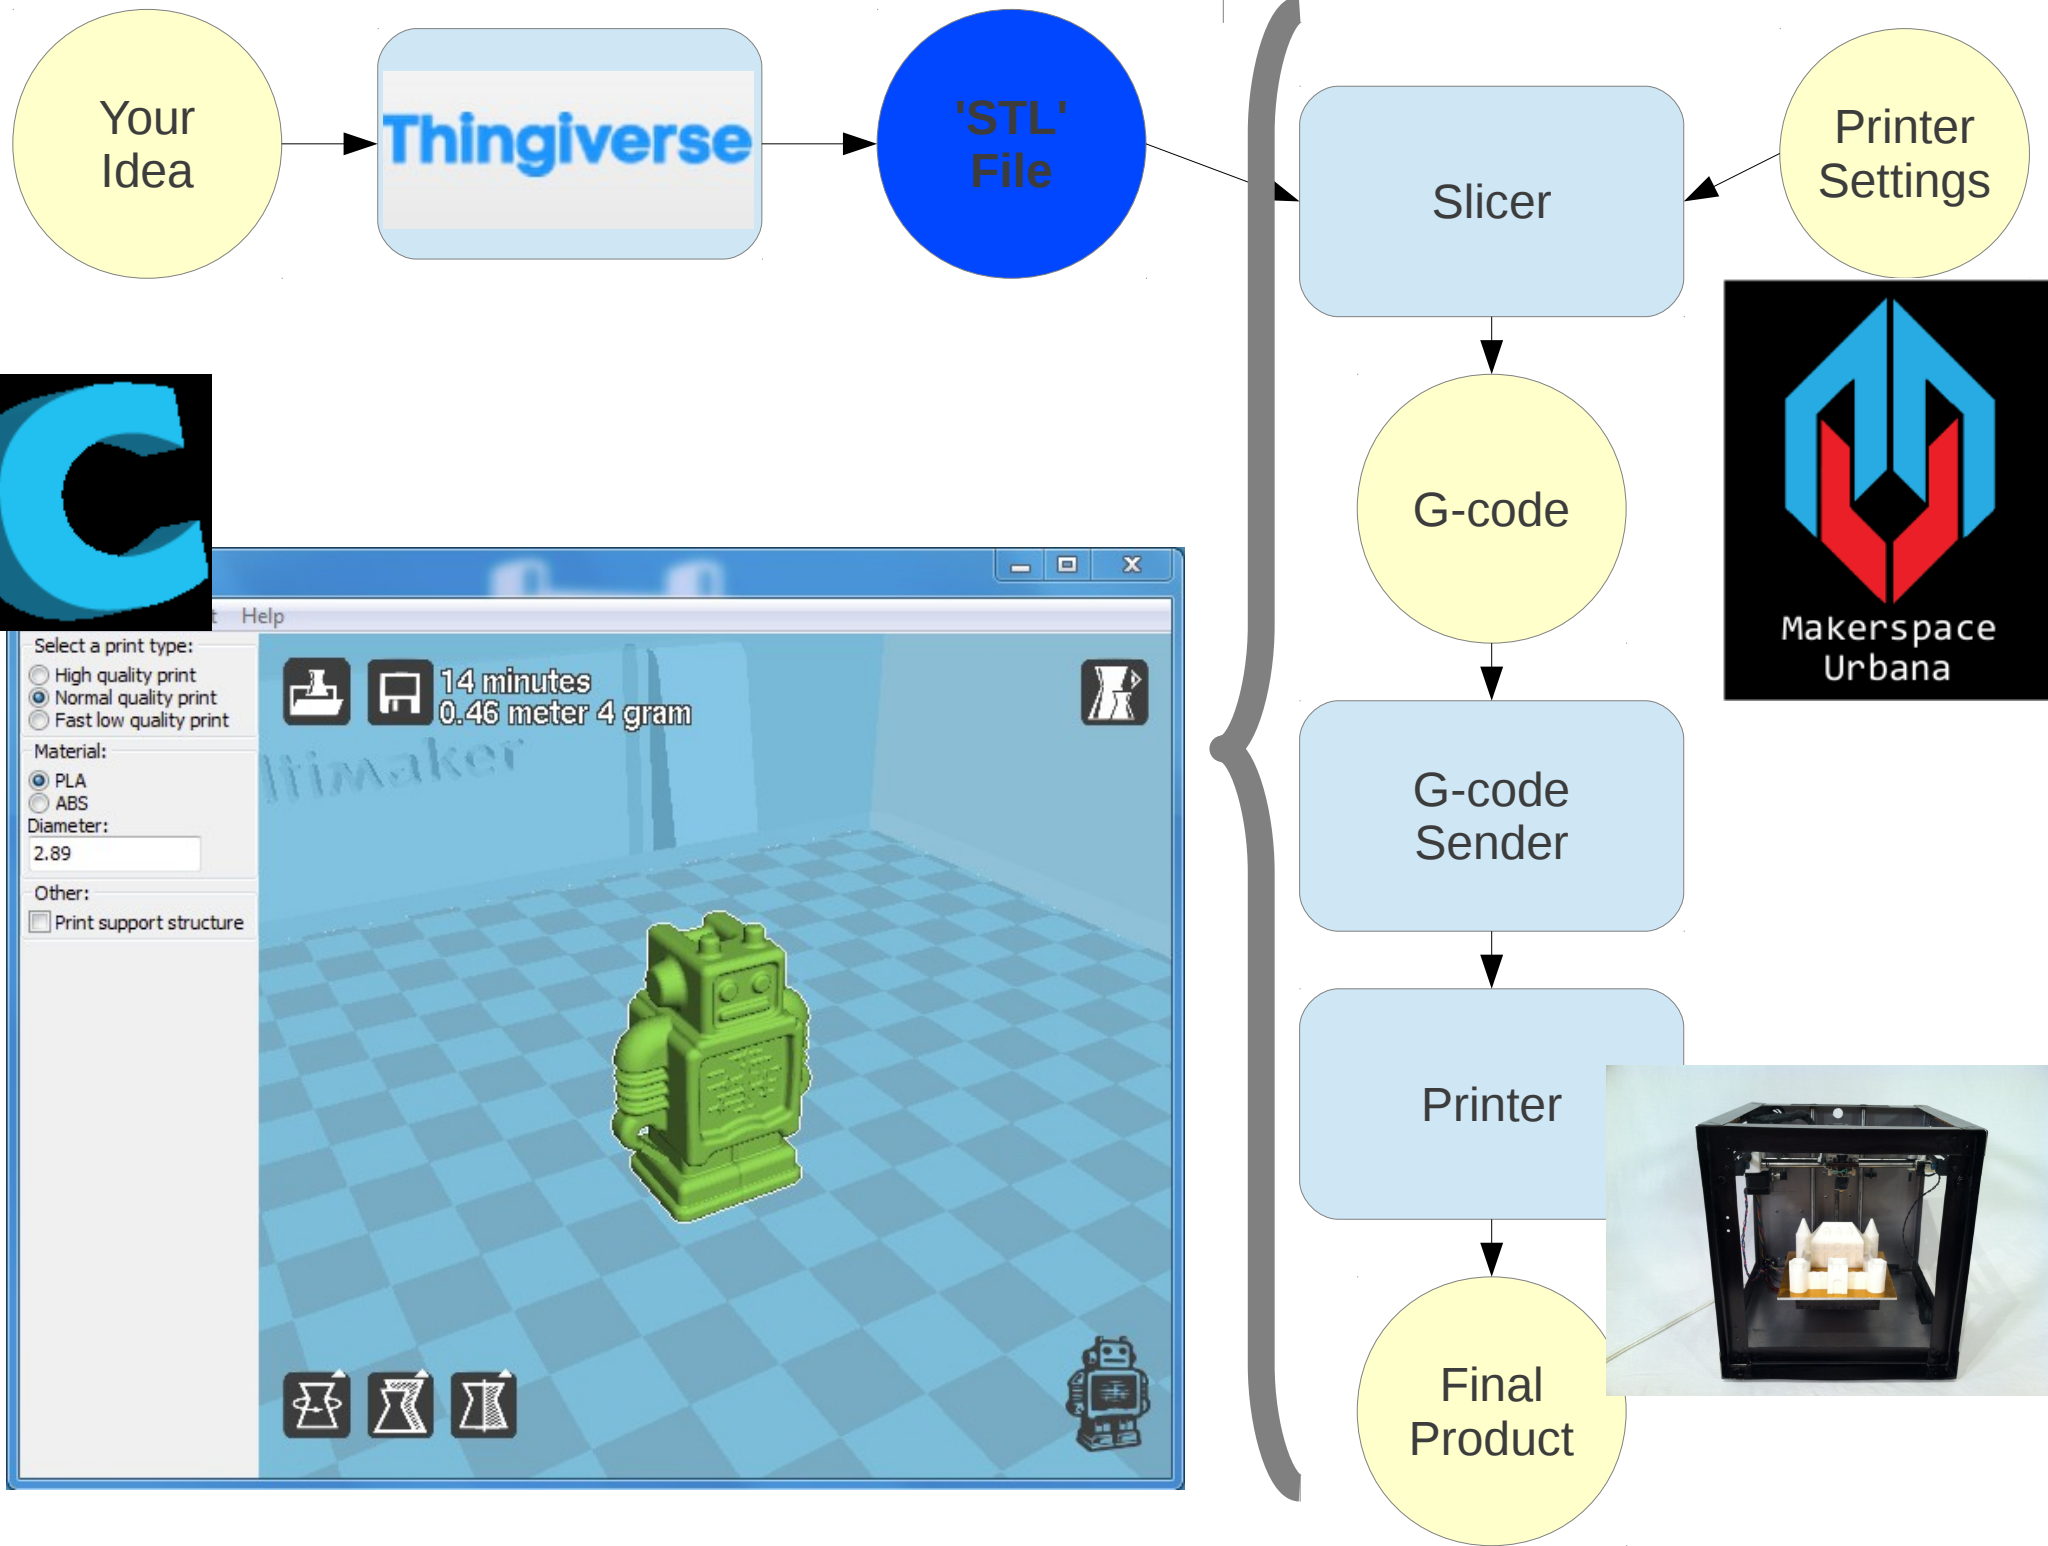 Your
Idea
Thingiverse
'STL'
File
Slicer
Printer
Settings
G-code
Makerspace
Urbana
G-code
Sender
Printer
Final
Product
Help
Select a print type:
High quality print
Normal quality print
Fast low quality print
Material:
PLA
ABS
Diameter:
2.89
Other:
Print support structure
14 minutes
0.46 meter 4 gram
ltimaker
C